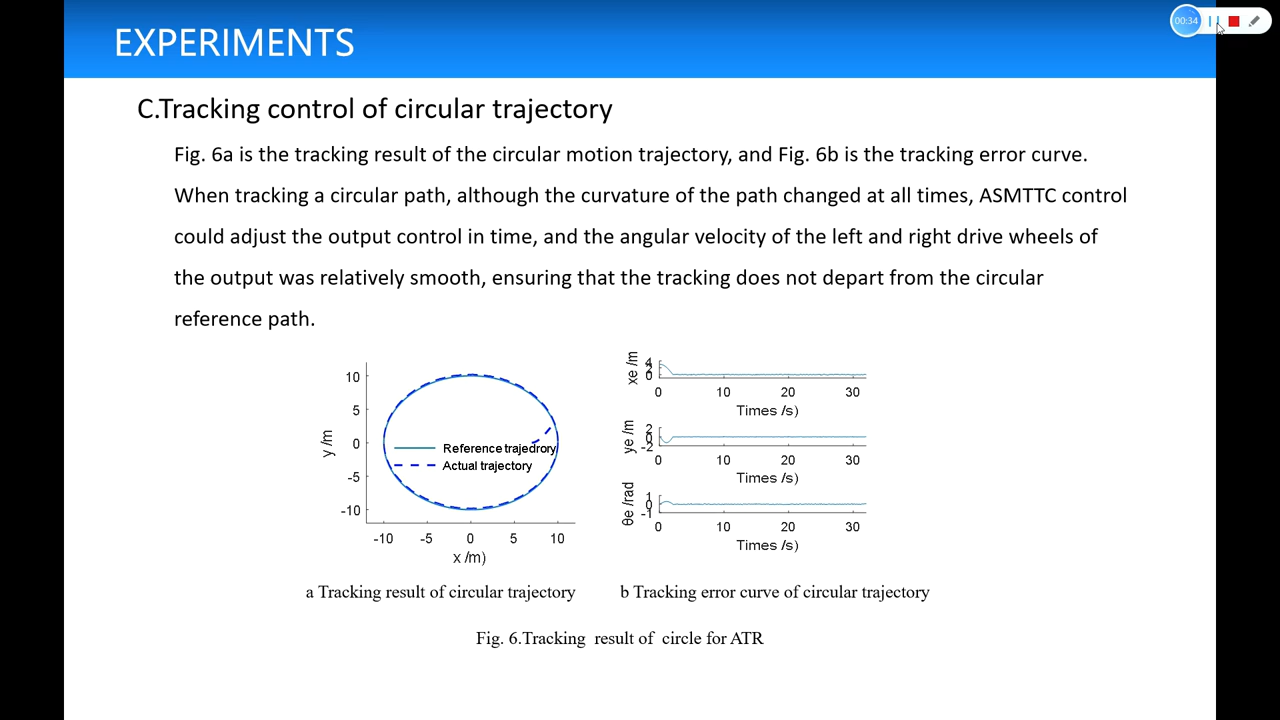 EXPERIMENTS
00:34
C.Tracking control of circular trajectory
Fig. 6a is the tracking result of the circular motion trajectory, and Fig. 6b is the tracking error curve.
When tracking a circular path, although the curvature of the path changed at all times, ASMTTC control
could adjust the output control in time, and the angular velocity of the left and right drive wheels of
the output was relatively smooth, ensuring that the tracking does not depart from the circular
reference path.
10
5
0
-5
-10
y /m
Reference trajedrory
Actual trajectory
-10 -5 0 5 10
x /m)
xe /m
4
2
0
0 10 20 30
Times /s)
ye /m
2
0
-2
0 10 20 30
Times /s)
θe /rad
1
0
-1
0 10 20 30
Times /s)
a Tracking result of circular trajectory
b Tracking error curve of circular trajectory
Fig. 6.Tracking result of circle for ATR